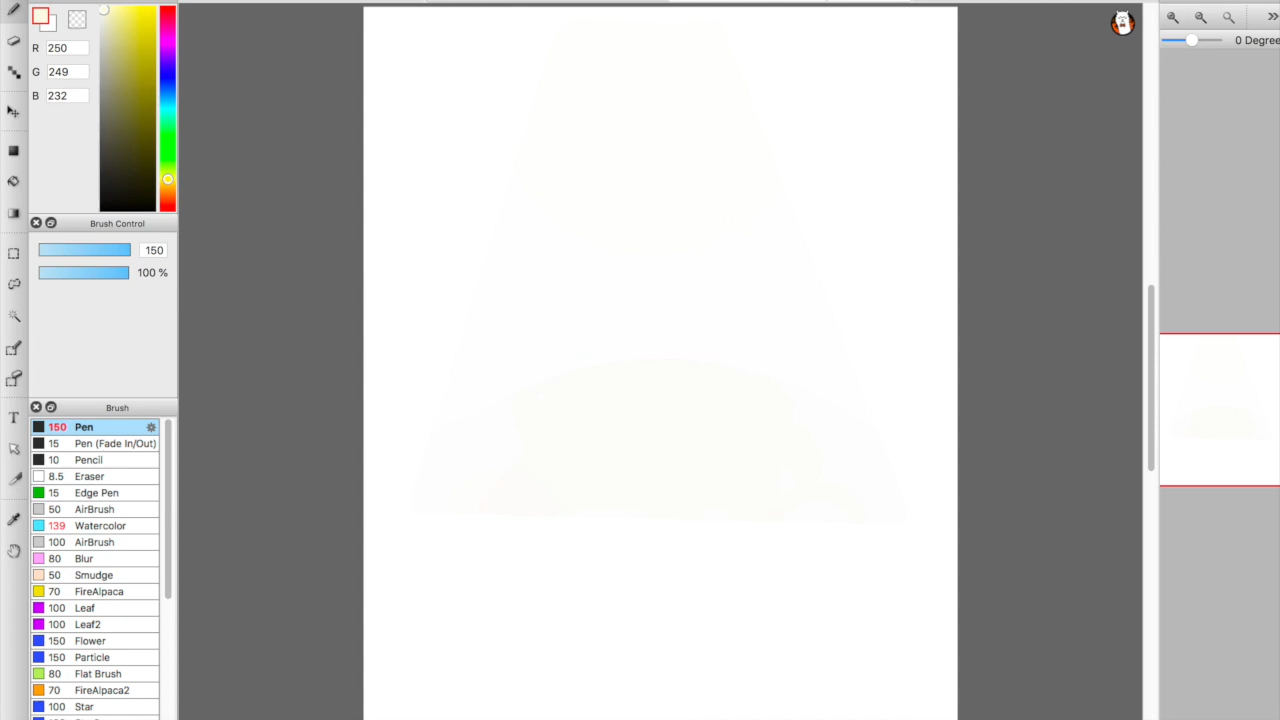 R 250
G 249
B 232
0 Degree
Brush Control
150
100 %
Brush
150 Pen
15 Pen (Fade In/Out)
10 Pencil
8.5 Eraser
15 Edge Pen
50 AirBrush
139 Watercolor
100 AirBrush
80 Blur
50 Smudge
70 FireAlpaca
100 Leaf
100 Leaf2
150 Flower
150 Particle
80 Flat Brush
70 FireAlpaca2
100 Star